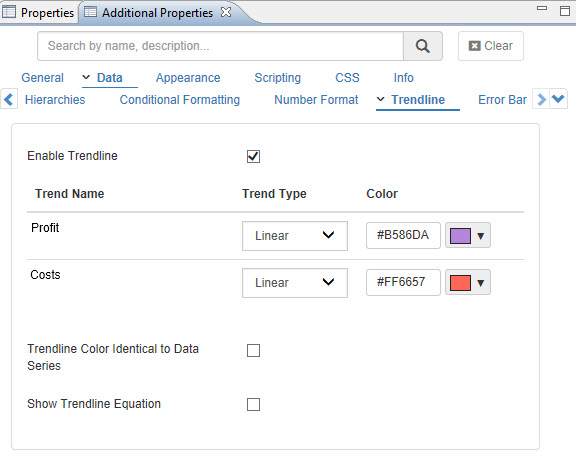 Properties Additional Properties
Search by name, description... Clear
General Data Appearance Scripting CSS Info
Hierarchies Conditional Formatting Number Format Trendline Error Bar
Enable Trendline
Trend Name Trend Type Color
Profit Linear #B586DA
Costs Linear #FF6657
Trendline Color Identical to Data
Series
Show Trendline Equation